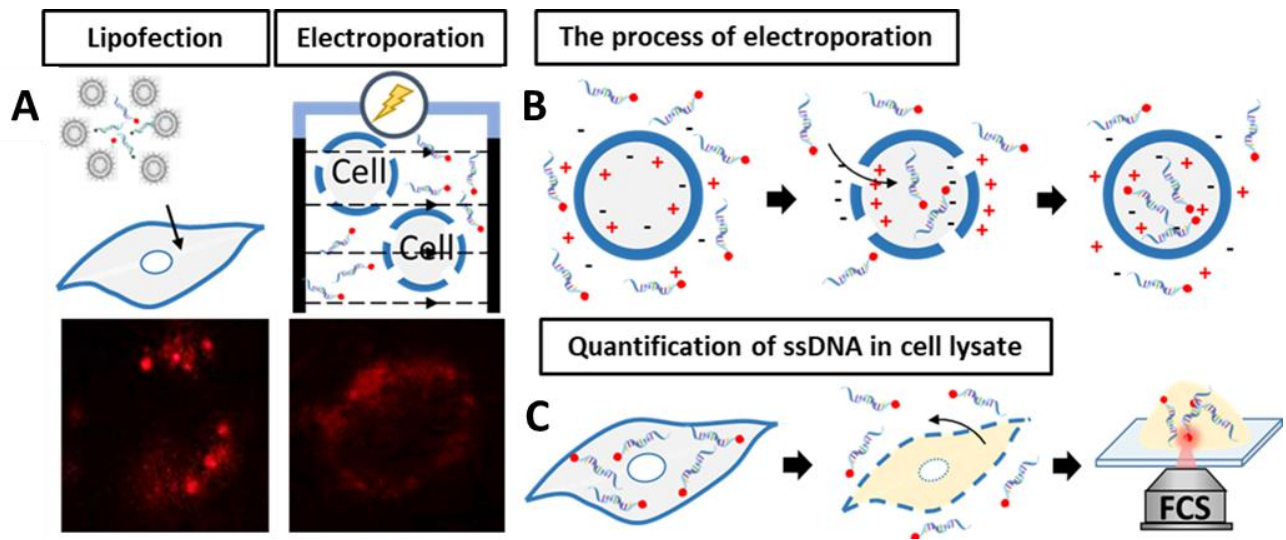 Lipofection
Electroporation
The process of electroporation
A
Cell
Cell
B
Quantification of ssDNA in cell lysate
C
FCS